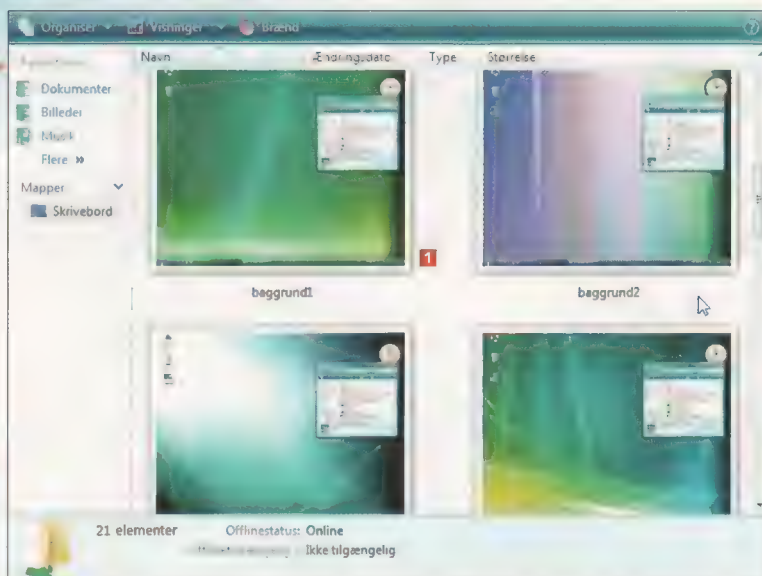 Organiser Visninger Brænd
Navn Ændringsdato Type Størrelse
Dokumenter
Billeder
Musik
Flere »
Mapper
Skrivebord
1
baggrund1 baggrund2
21 elementer Offlinestatus: Online
Ikke tilgængelig